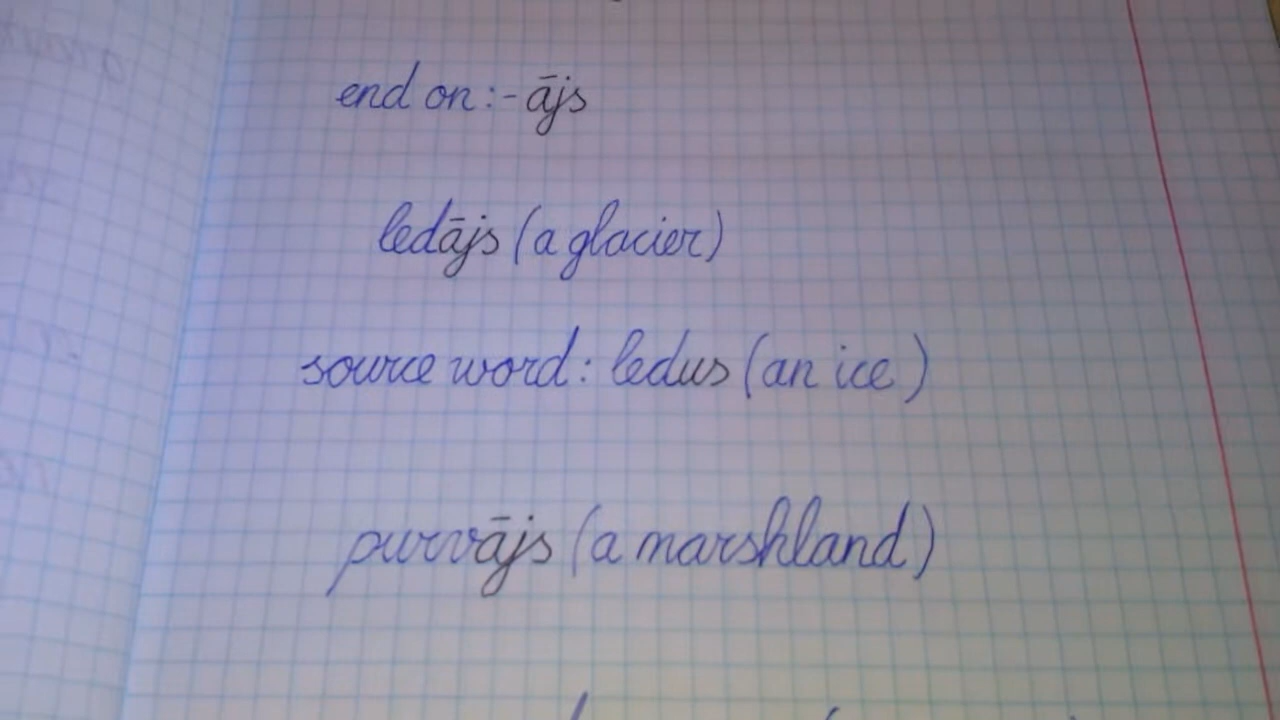 end on: -ājs
ledājs (a glacier)
source word: ledus (an ice)
purvājs (a marshland)